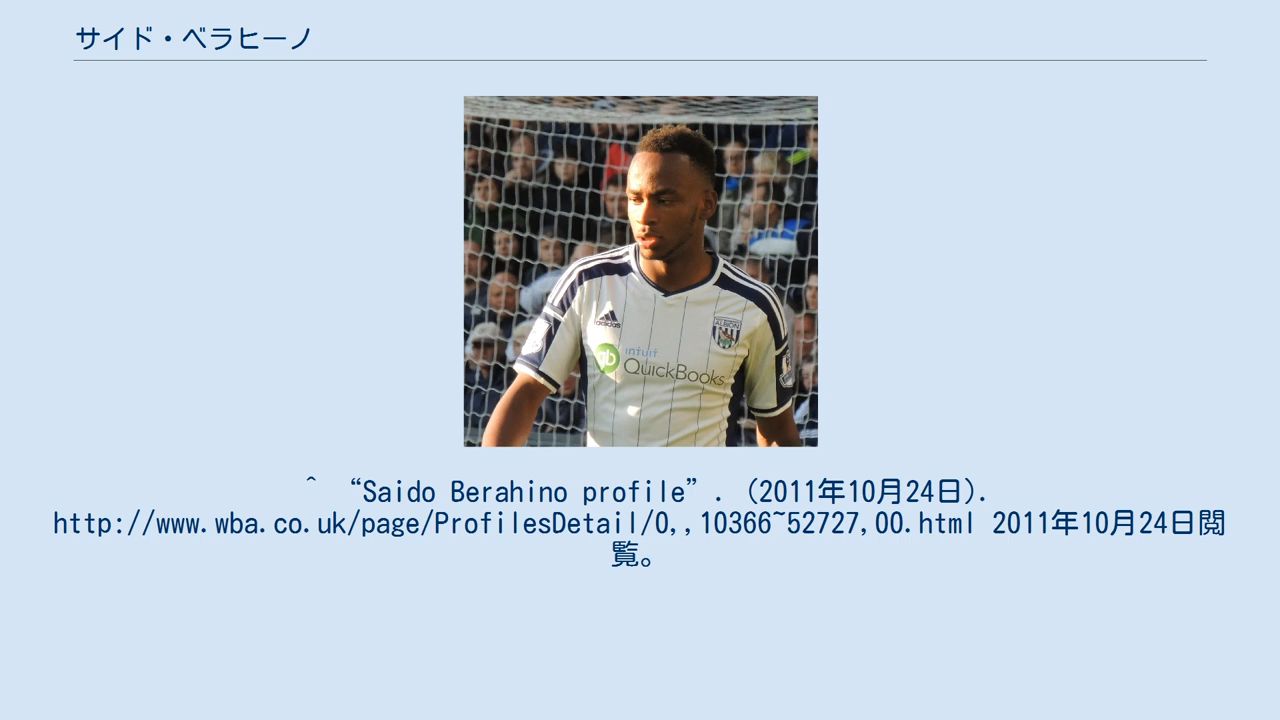 サイド・ベラヒーノ
adidas
ALBION
intuit
qb QuickBooks
^ “Saido Berahino profile”. (2011年10月24日).
http://www.wba.co.uk/page/ProfilesDetail/0,,10366~52727,00.html 2011年10月24日閲
覧。